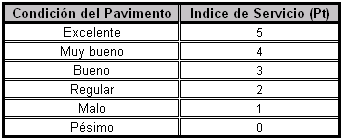 Condición del Pavimento Indice de Servicio (Pt)
Excelente 5
Muy bueno 4
Bueno 3
Regular 2
Malo 1
Pésimo 0